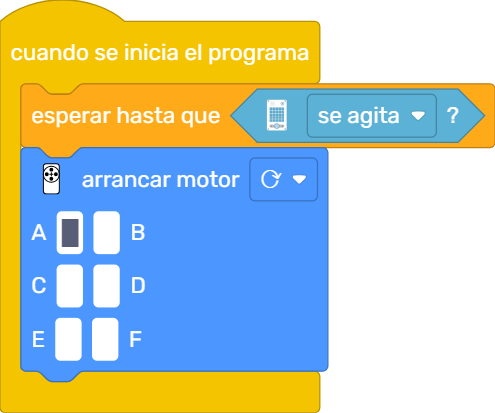 cuando se inicia el programa
esperar hasta que se agita ?
arrancar motor
A B
C D
E F